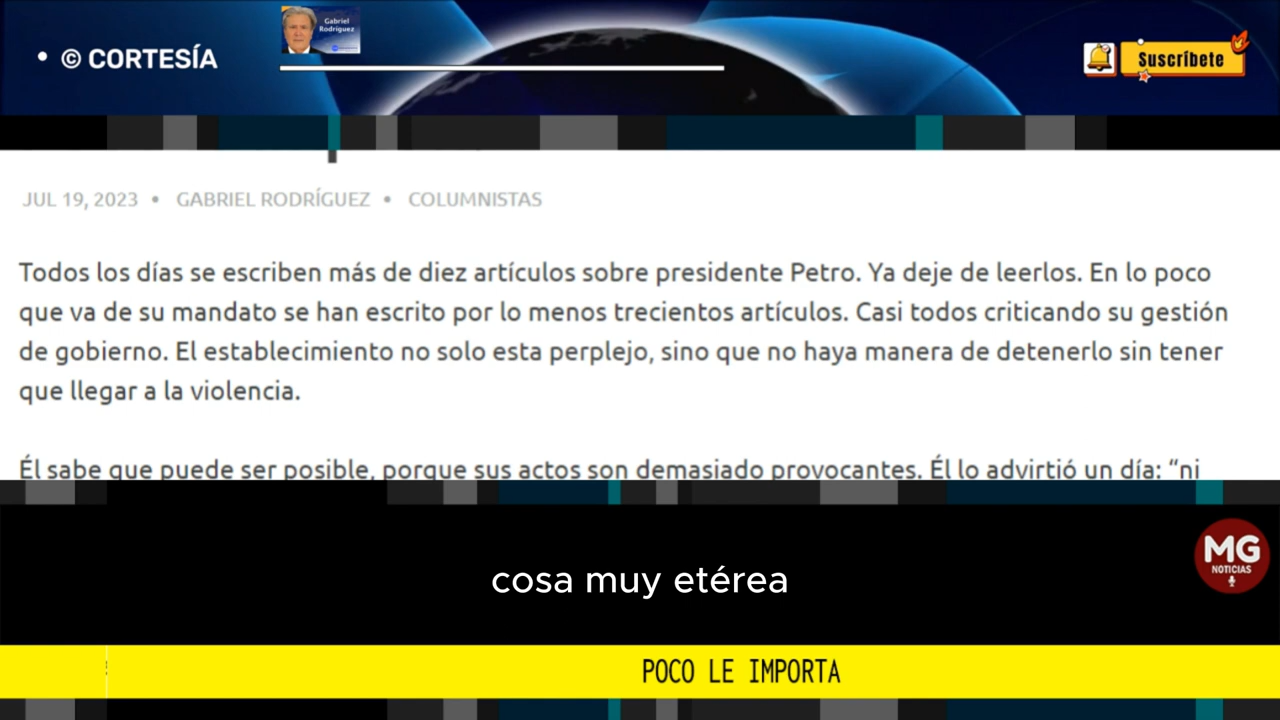 © CORTESÍA
Gabriel
Rodríguez
Suscríbete
JUL 19, 2023 • GABRIEL RODRÍGUEZ • COLUMNISTAS
Todos los días se escriben más de diez artículos sobre presidente Petro. Ya deje de leerlos. En lo poco
que va de su mandato se han escrito por lo menos trecientos artículos. Casi todos criticando su gestión
de gobierno. El establecimiento no solo esta perplejo, sino que no haya manera de detenerlo sin tener
que llegar a la violencia.
Él sabe que puede ser posible, porque sus actos son demasiado provocantes. Él lo advirtió un día: “ni
MG
NOTICIAS
cosa muy etérea
POCO LE IMPORTA